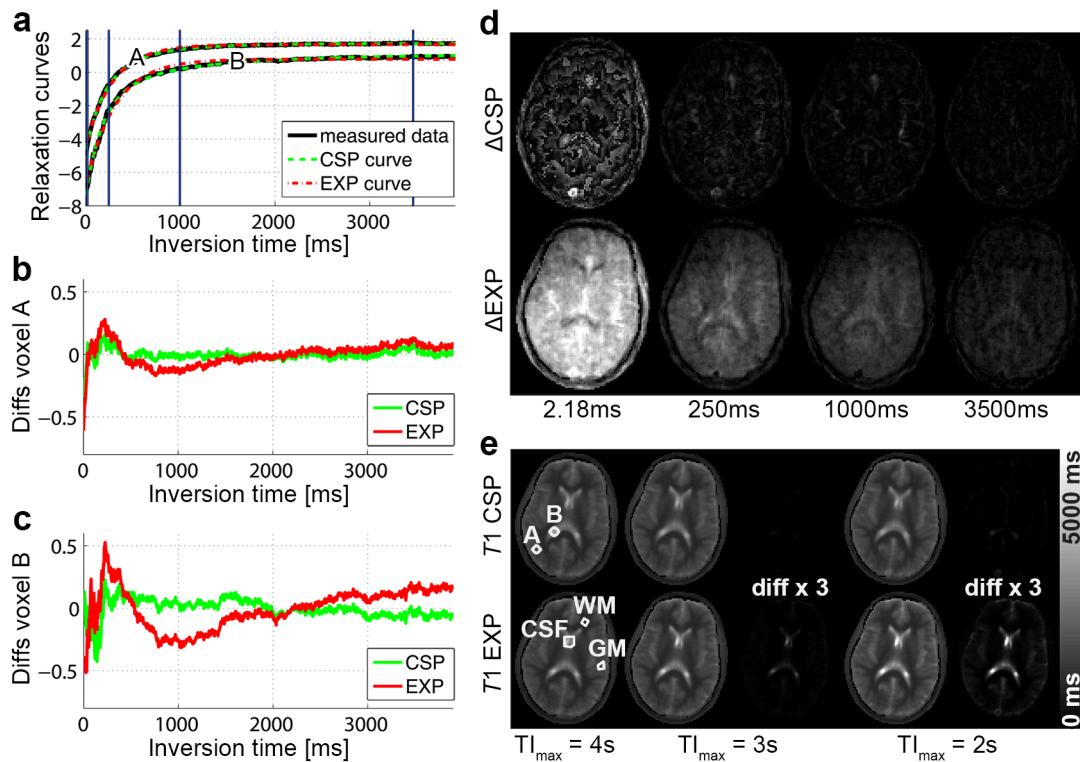 a
Relaxation curves
2
0
−2
−4
−6
−8
A
B
measured data
CSP curve
EXP curve
0
1000
2000
3000
Inversion time [ms]
b
Diffs voxel A
0.5
0
−0.5
CSP
EXP
0
1000
2000
3000
Inversion time [ms]
c
Diffs voxel B
0.5
0
−0.5
CSP
EXP
0
1000
2000
3000
Inversion time [ms]
d
ΔCSP
ΔEXP
2.18ms
250ms
1000ms
3500ms
e
T1 CSP
B
A
T1 EXP
WM
CSF
GM
diff x 3
diff x 3
5000 ms
0 ms
TImax = 4s
TImax = 3s
TImax = 2s